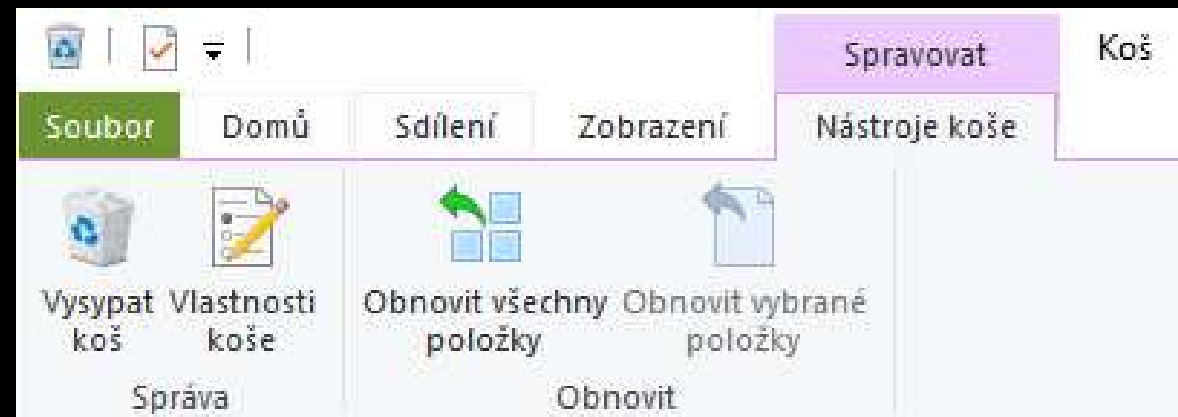 Spravovat Koš
Soubor Domů Sdílení Zobrazení Nástroje koše
Vysypat Vlastnosti Obnovit všechny Obnovit vybrané
koš koše položky položky
Správa Obnovit